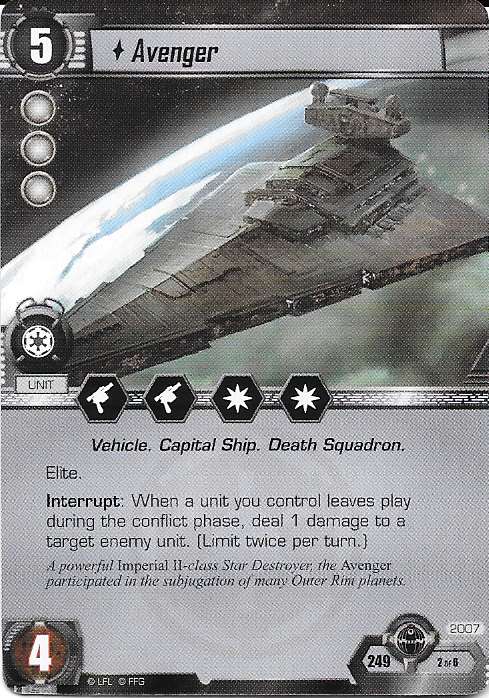 5
Avenger
UNIT
Vehicle. Capital Ship. Death Squadron.
Elite.
Interrupt: When a unit you control leaves play
during the conflict phase, deal 1 damage to a
target enemy unit. (Limit twice per turn.)
A powerful Imperial II-class Star Destroyer, the Avenger
participated in the subjugation of many Outer Rim planets.
4
© LFL © FFG
2007
249
2 OF 6